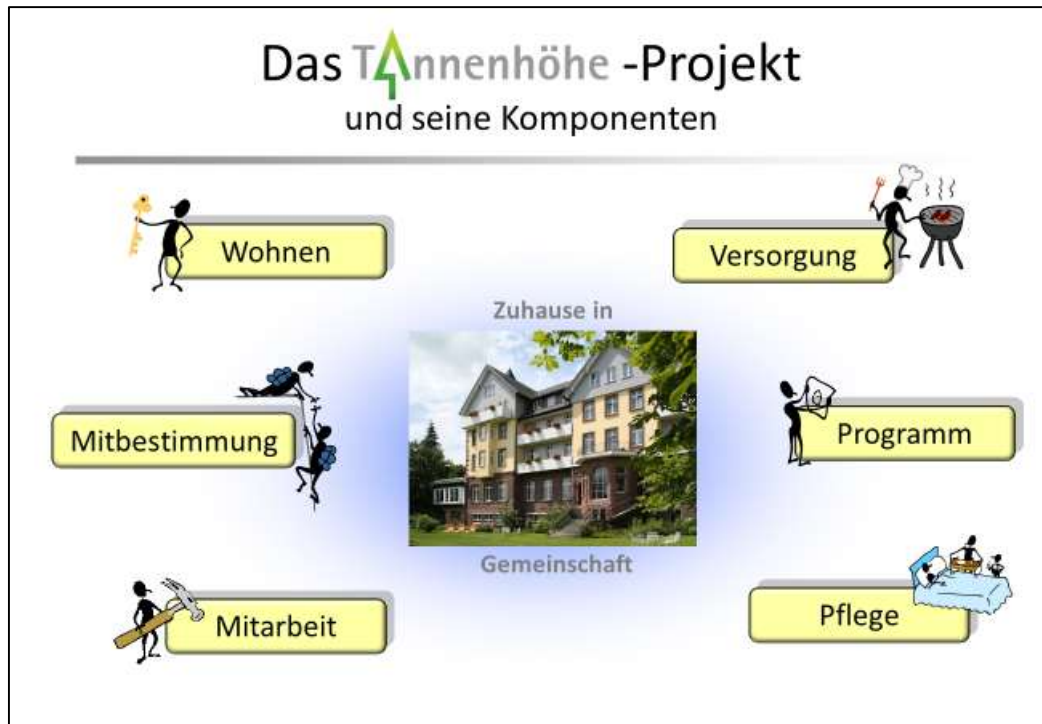 Das Tannenhöhe -Projekt
und seine Komponenten
Wohnen
Versorgung
Zuhause in
Mitbestimmung
Programm
Gemeinschaft
Mitarbeit
Pflege